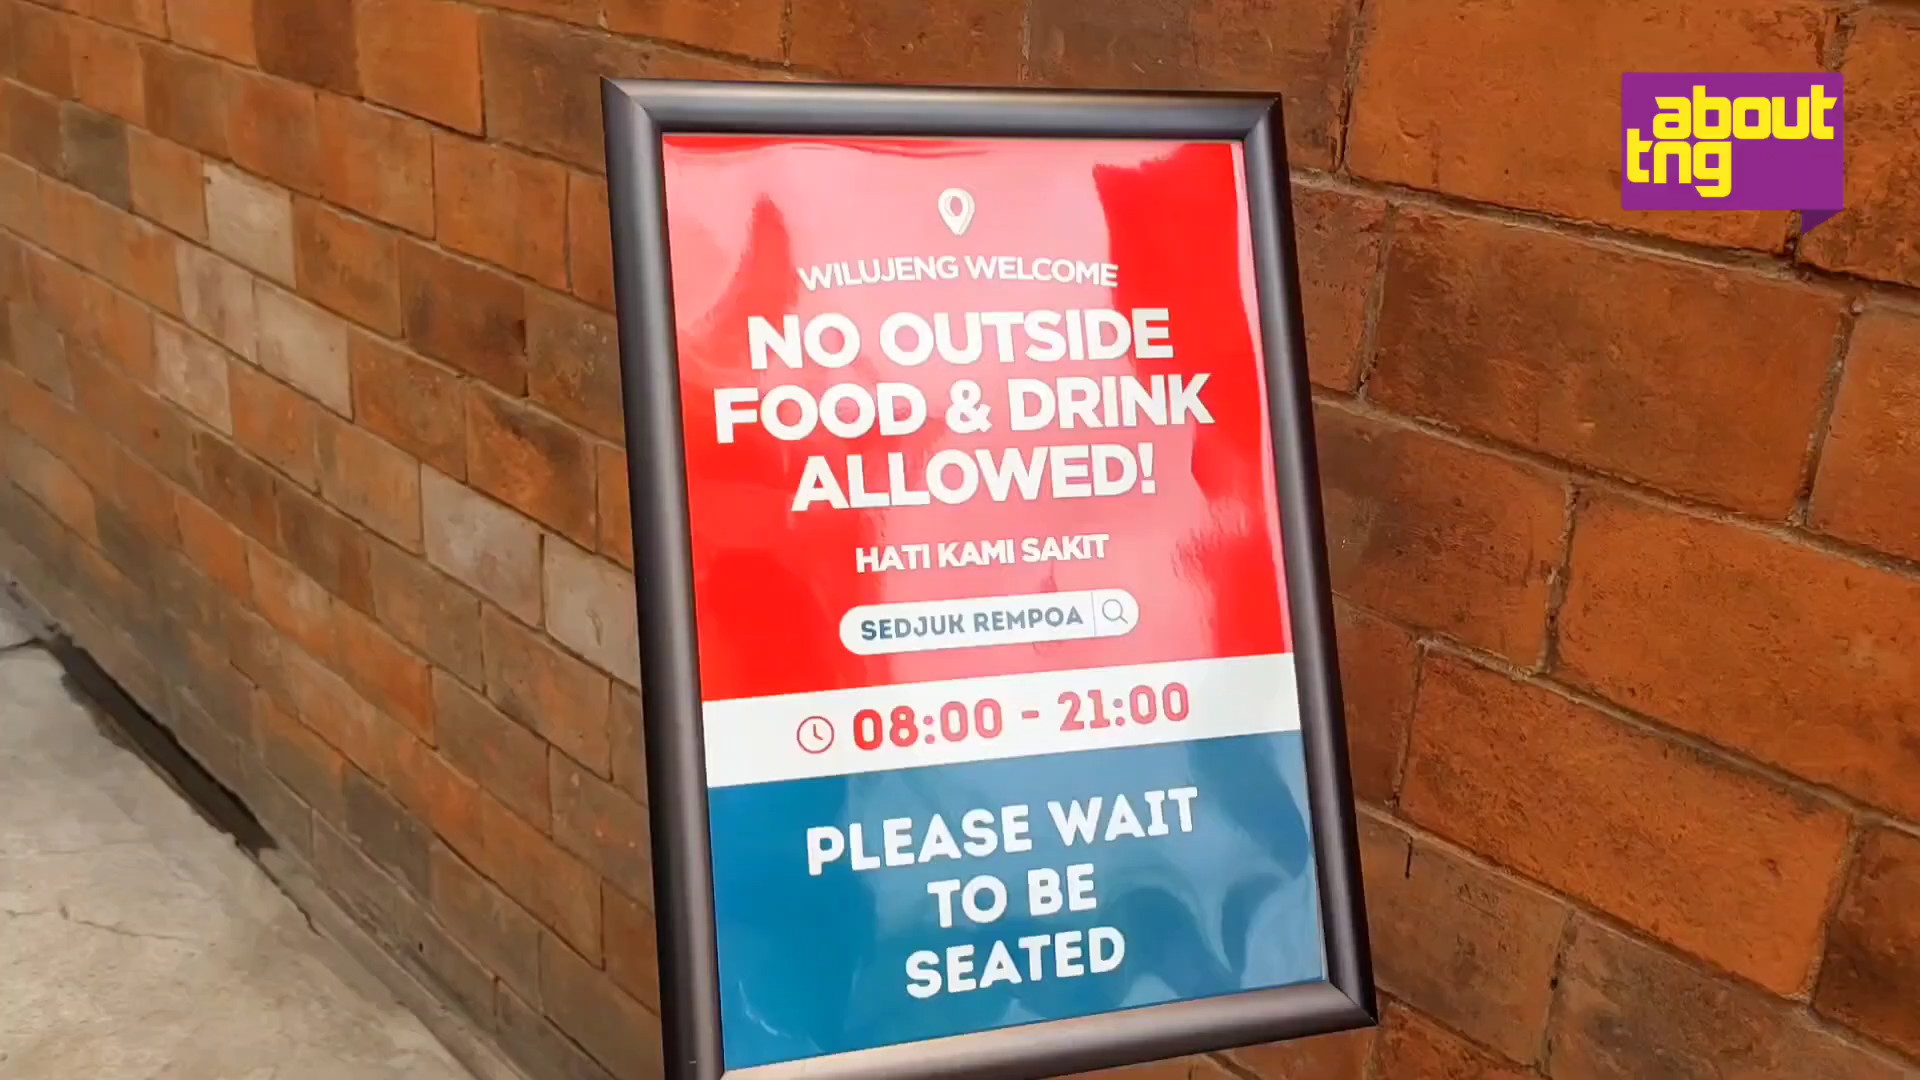 about
tng
WILUJENG WELCOME
NO OUTSIDE
FOOD & DRINK
ALLOWED!
HATI KAMI SAKIT
SEDJUK REMPOA
08:00 - 21:00
PLEASE WAIT
TO BE
SEATED